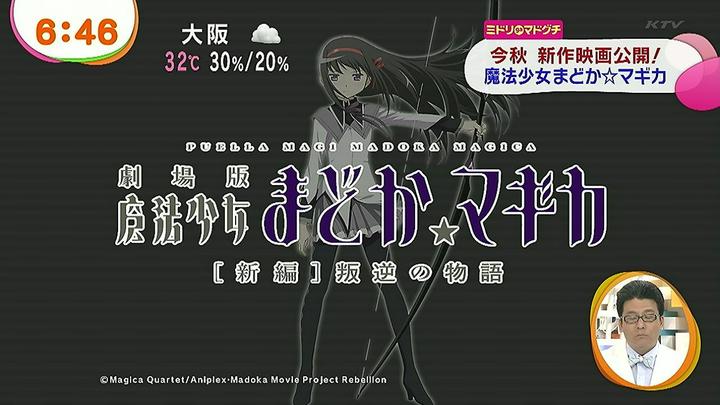 6:46
大阪
32℃ 30%/20%
KTV
ミドリのマドグチ
今秋 新作映画公開!
魔法少女まどか☆マギカ
PUELLA MAGI MADOKA MAGICA
劇場版
魔法少女まどか☆マギカ
[新編]叛逆の物語
©Magica Quartet/Aniplex・Madoka Movie Project Rebellion